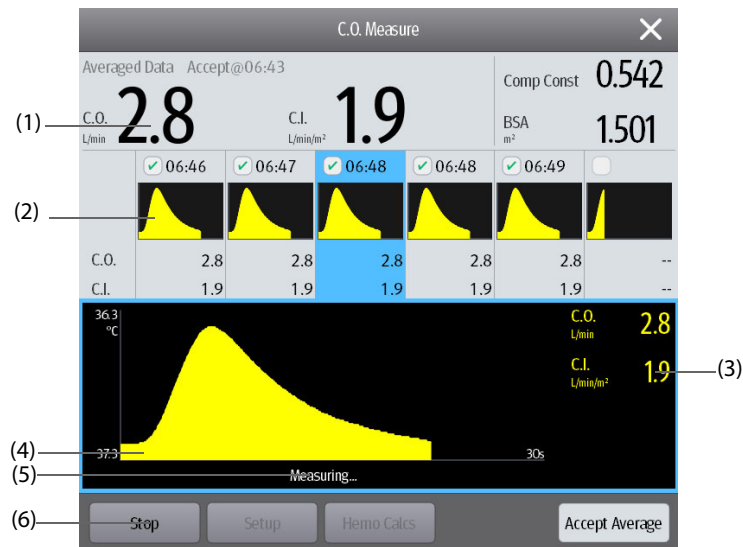 C.O. Measure
Averaged Data Accept@06:43
C.O.
L/min
2.8
C.I.
L/min/m²
1.9
Comp Const 0.542
BSA
m²
1.501
(1)
06:46 06:47 06:48 06:48 06:49
(2)
C.O. 2.8 2.8 2.8 2.8 2.8 --
C.I. 1.9 1.9 1.9 1.9 1.9 --
36.3
°C
C.O.
L/min
2.8
C.I.
L/min/m²
1.9
(3)
(4)
37.3
30s
(5)
Measuring...
(6)
Stop Setup Hemo Calcs Accept Average